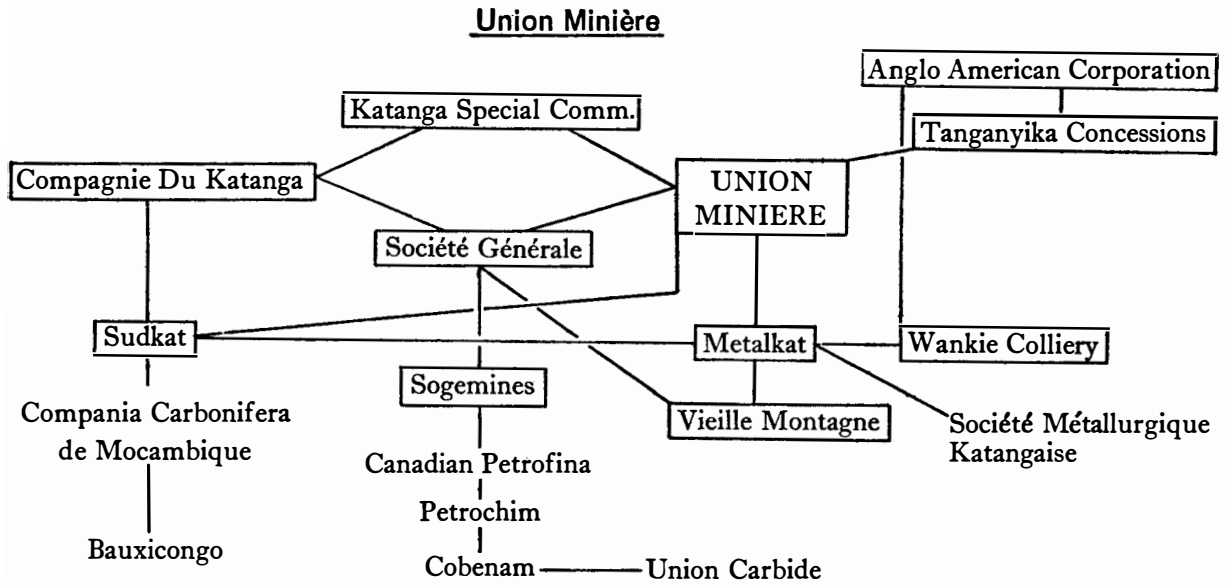 Union Minière
Anglo American Corporation
Katanga Special Comm.
Tanganyika Concessions
Compagnie Du Katanga
UNION
MINIERE
Société Générale
Sudkat
Metalkat
Wankie Colliery
Sogemines
Compania Carbonifera
de Mocambique
Vieille Montagne
Société Métallurgique
Katangaise
Canadian Petrofina
Petrochim
Bauxicongo
Cobenam
Union Carbide